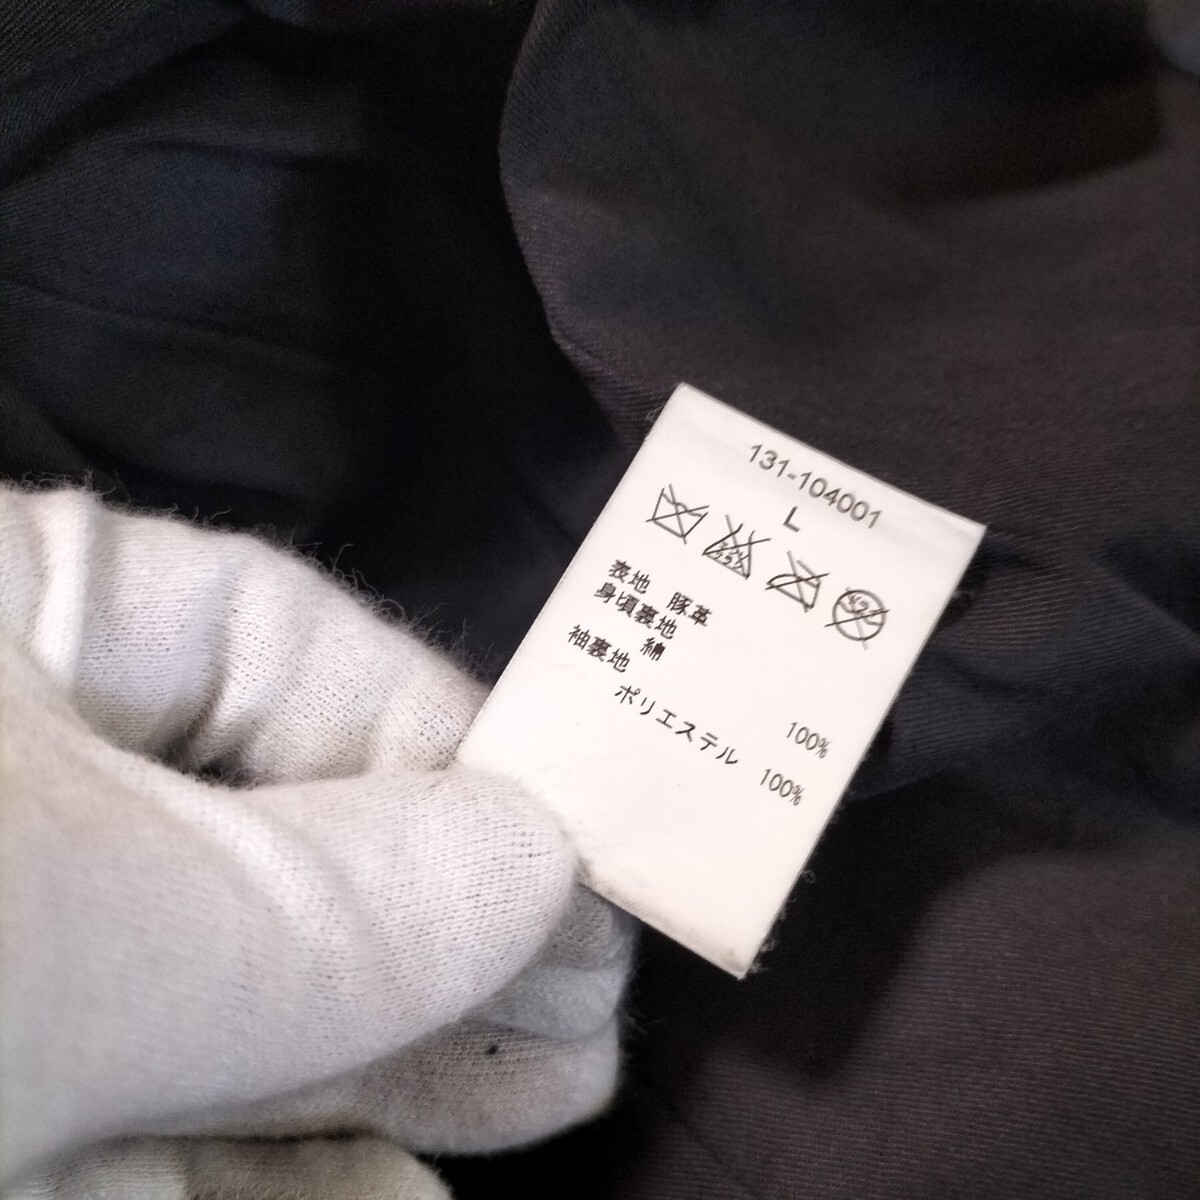 131-104001
L
表地 豚革
身頃裏地
綿 100%
袖裏地
ポリエステル 100%